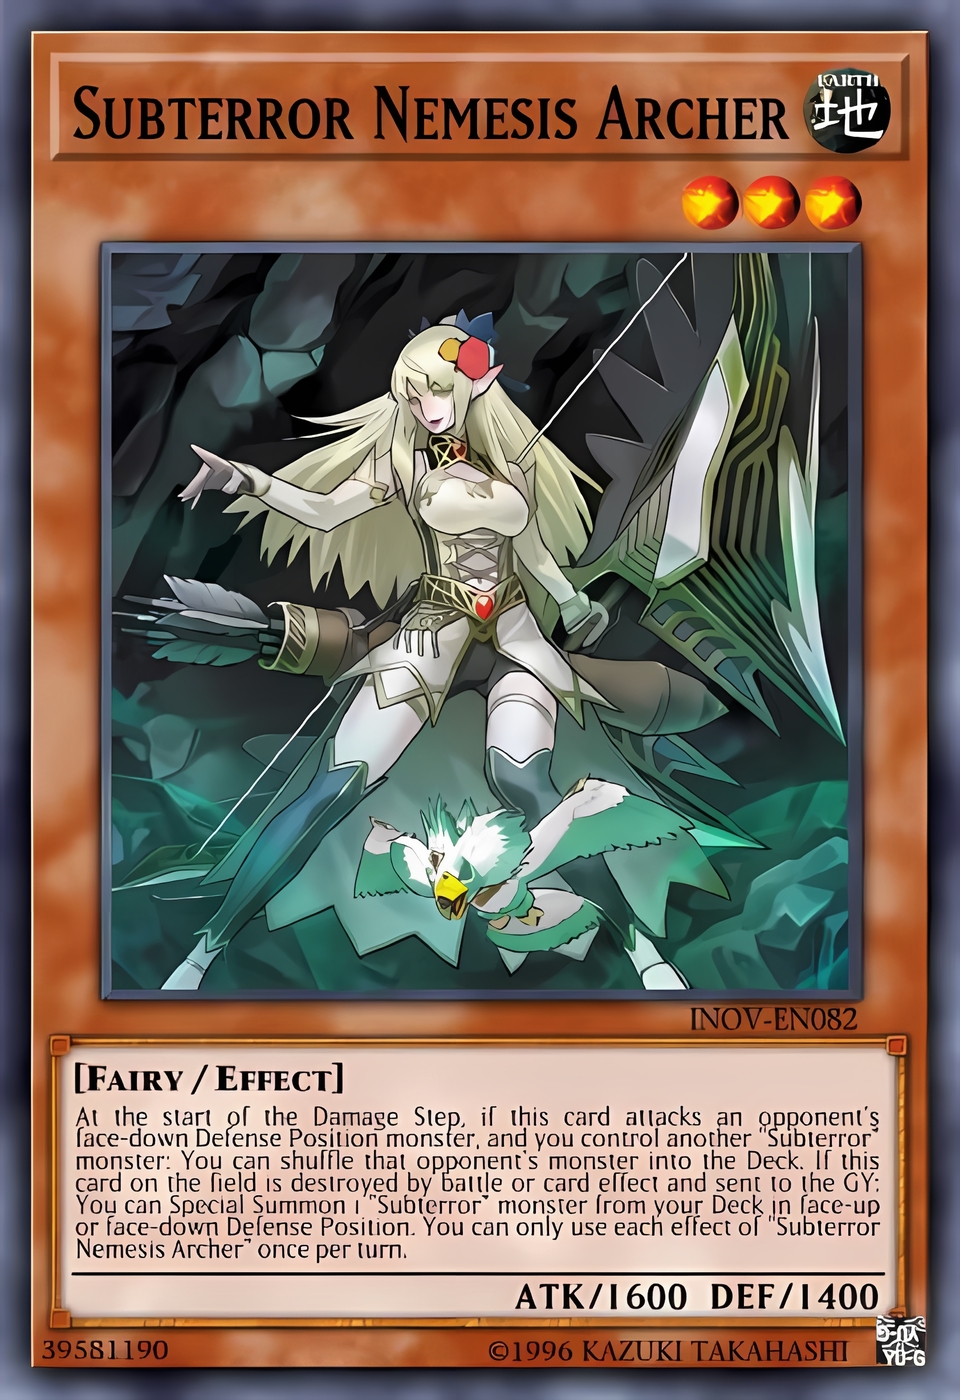 SUBTERROR NEMESIS ARCHER
EARTH
地
INOV-EN082
[FAIRY / EFFECT]
At the start of the Damage Step, if this card attacks an opponent's
face-down Defense Position monster, and you control another "Subterror"
monster: You can shuffle that opponent's monster into the Deck. If this
card on the field is destroyed by battle or card effect and sent to the GY:
You can Special Summon 1 "Subterror" monster from your Deck in face-up
or face-down Defense Position. You can only use each effect of "Subterror
Nemesis Archer" once per turn.
ATK/1600 DEF/1400
39581190
©1996 KAZUKI TAKAHASHI